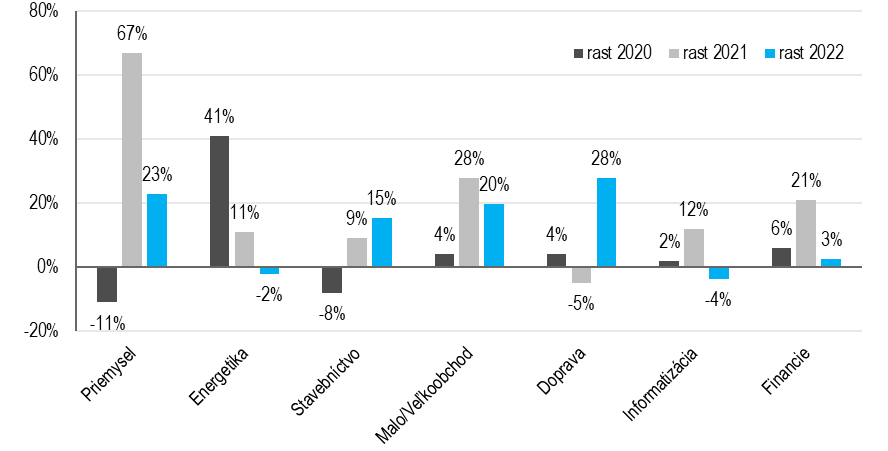 80%
67%
rast 2020 rast 2021 rast 2022
60%
41%
40%
28% 28%
23% 20% 21%
20%
15%
11% 9% 12%
4% 4% 2% 6% 3%
0%
-2% -5% -4%
-8%
-11%
-20%
Priemysel
Energetika
Stavebníctvo
Malo/Veľkoobchod
Doprava
Informatizácia
Financie